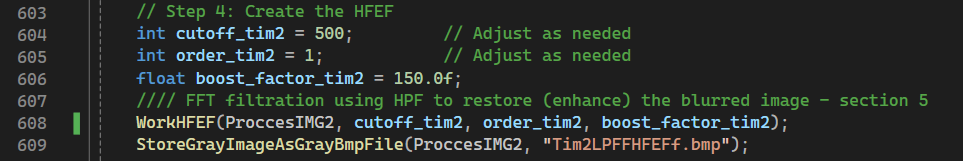 603 // Step 4: Create the HFEF
604 int cutoff_tim2 = 500; // Adjust as needed
605 int order_tim2 = 1; // Adjust as needed
606 float boost_factor_tim2 = 150.0f;
607 //// FFT filtration using HPF to restore (enhance) the blurred image - section 5
608 WorkHFEF(ProccesIMG2, cutoff_tim2, order_tim2, boost_factor_tim2);
609 StoreGrayImageAsGrayBmpFile(ProccesIMG2, "Tim2LPFFHFEFf.bmp");